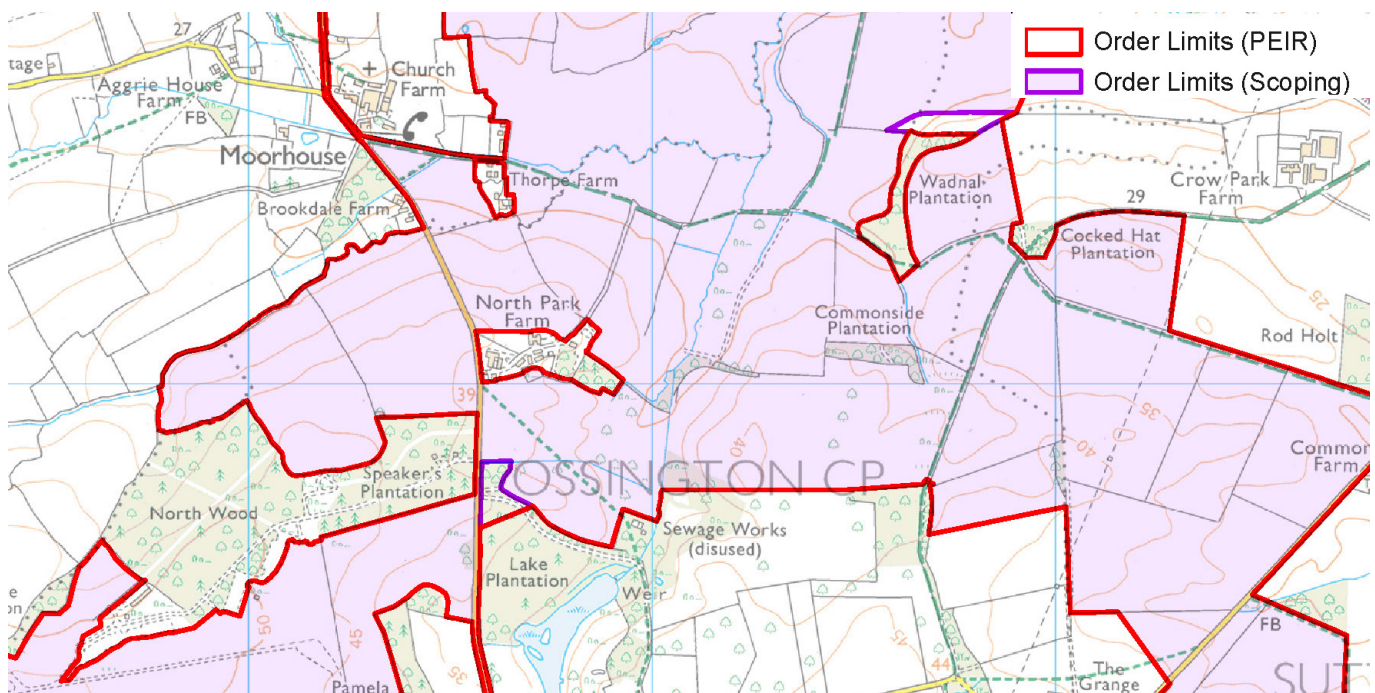 Order Limits (PEIR)
Order Limits (Scoping)
27
tage
Aggrie House
Farm
FB
Church
Farm
Moorhouse
Thorpe Farm
Brookdale Farm
Wadnal
Plantation
29
Crow Park
Farm
Cocked Hat
Plantation
25
North Park
Farm
Commonside
Plantation
Rod Holt
39
35
40
40
Common
Farm
Speaker's
Plantation
OSSINGTON CP
North Wood
Sewage Works
(disused)
Lake
Plantation
Weir
e
on
50
45
35
45
44
FB
The
Grange
SUTT
Pamela